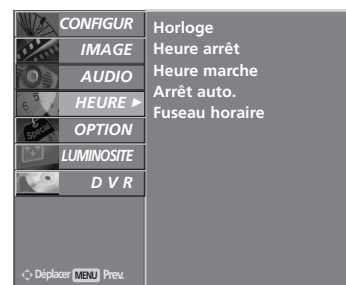 CONFIGUR
IMAGE
AUDIO
HEURE ►
OPTION
LUMINOSITE
D V R
Déplacer MENU Prev.
Horloge
Heure arrêt
Heure marche
Arrêt auto.
Fuseau horaire